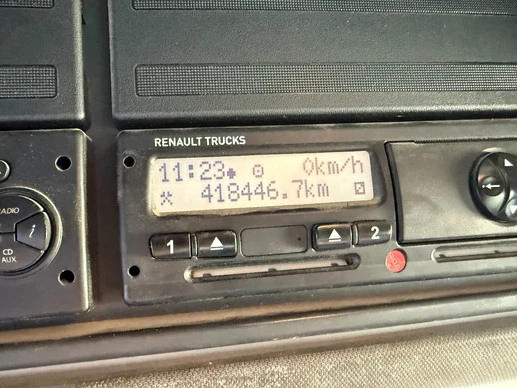 RENAULT TRUCKS
11:23 0km/h
418446.7km
1
2
RADIO
i
CD
AUX